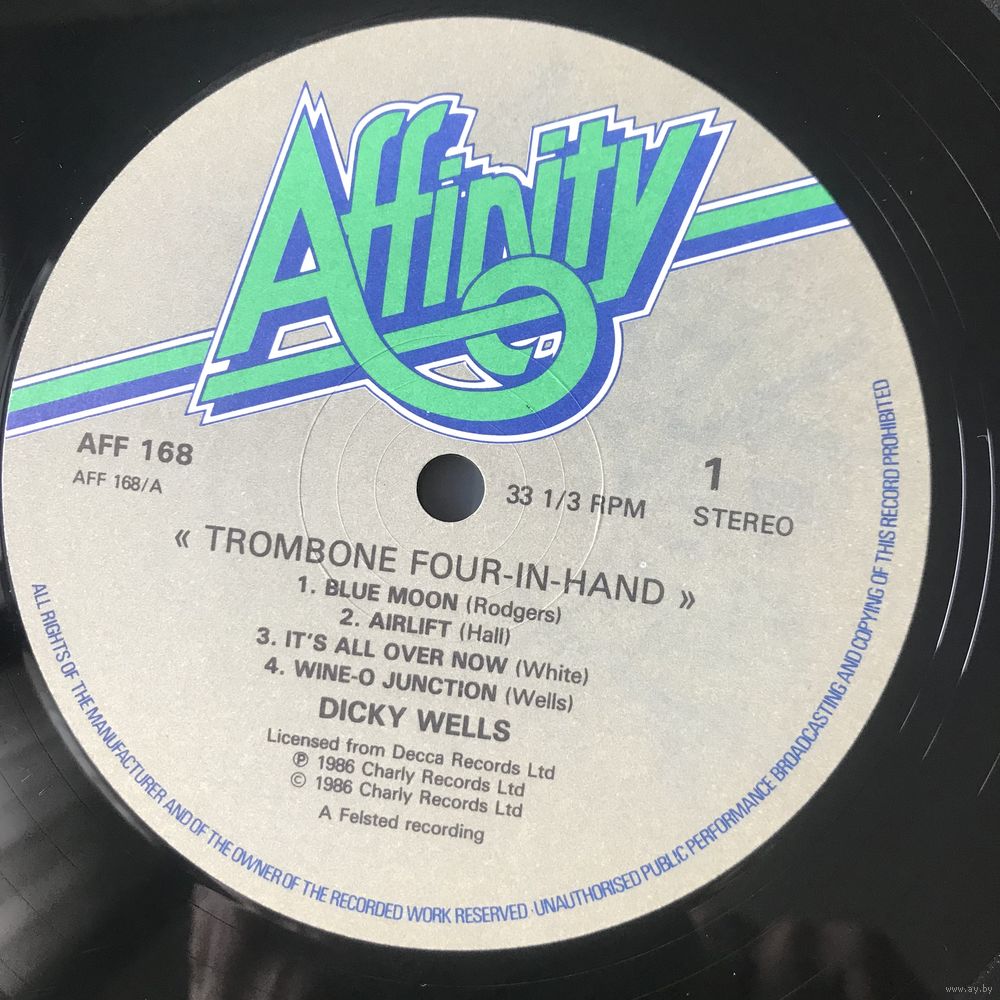 Affinity
AFF 168
AFF 168/A
33 1/3 RPM
1
STEREO
« TROMBONE FOUR-IN-HAND »
1. BLUE MOON (Rodgers)
2. AIRLIFT (Hall)
3. IT'S ALL OVER NOW (White)
4. WINE-O JUNCTION (Wells)
DICKY WELLS
Licensed from Decca Records Ltd
℗ 1986 Charly Records Ltd
© 1986 Charly Records Ltd
A Felsted recording
ALL RIGHTS OF THE MANUFACTURER AND OF THE OWNER OF THE RECORDED WORK RESERVED · UNAUTHORISED PUBLIC PERFORMANCE BROADCASTING AND COPYING OF THIS RECORD PROHIBITED
www.ay.by